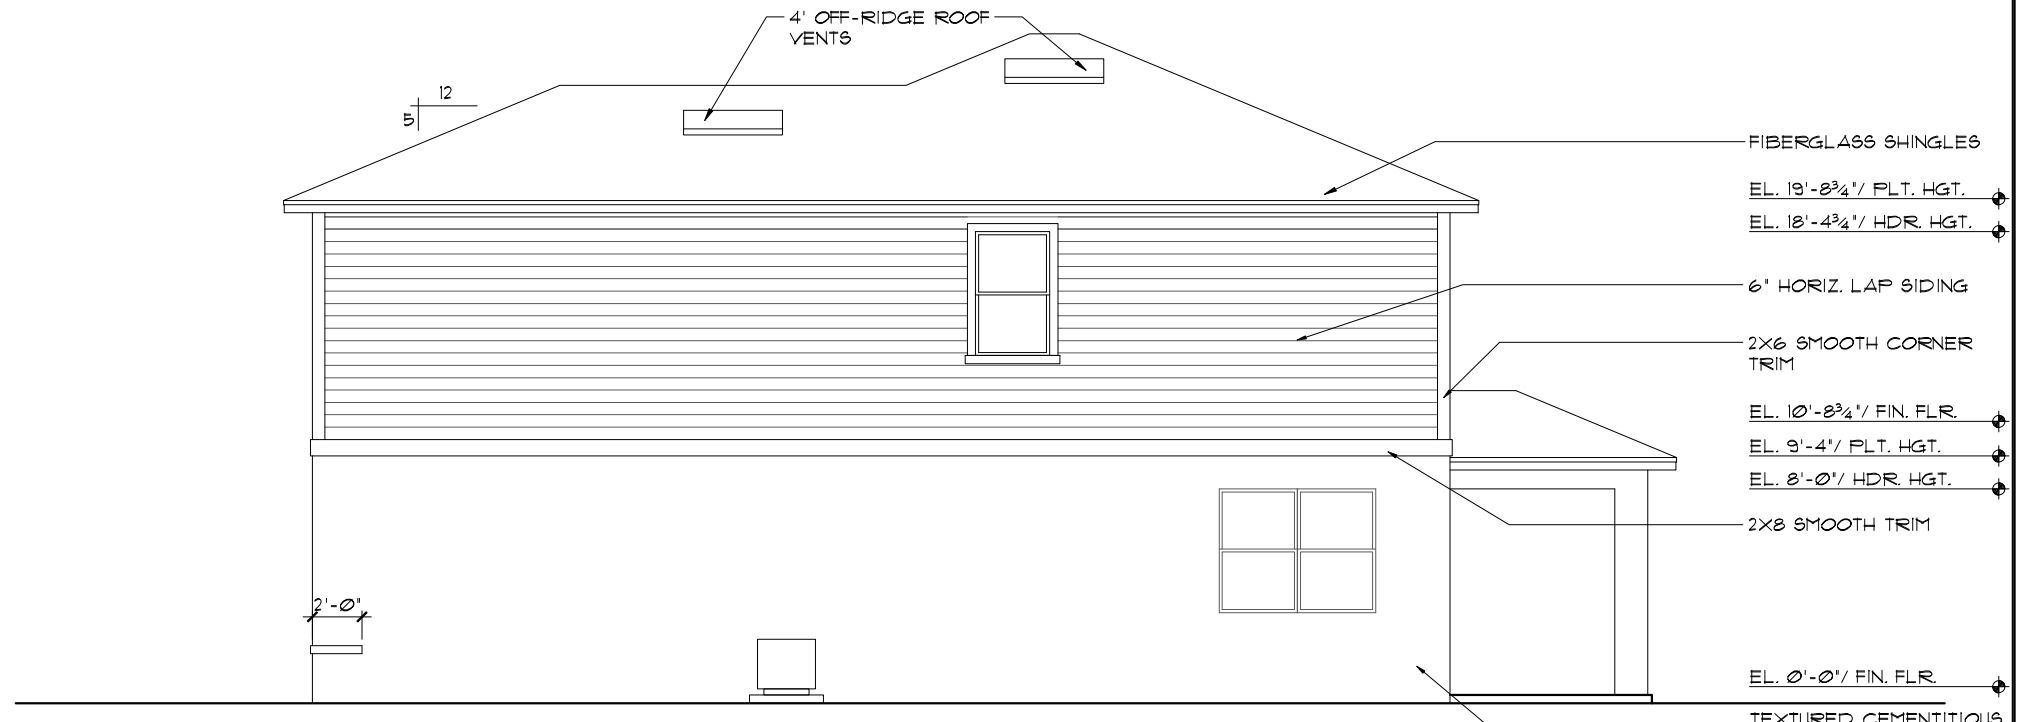 4' OFF-RIDGE ROOF
VENTS
12
5
FIBERGLASS SHINGLES
EL. 19'-8¾"/ PLT. HGT.
EL. 18'-4¾"/ HDR. HGT.
6" HORIZ. LAP SIDING
2X6 SMOOTH CORNER
TRIM
EL. 10'-8¾"/ FIN. FLR.
EL. 9'-4"/ PLT. HGT.
EL. 8'-0"/ HDR. HGT.
2X8 SMOOTH TRIM
2'-0"
EL. 0'-0"/ FIN. FLR.
TEXTURED CEMENTITIOUS